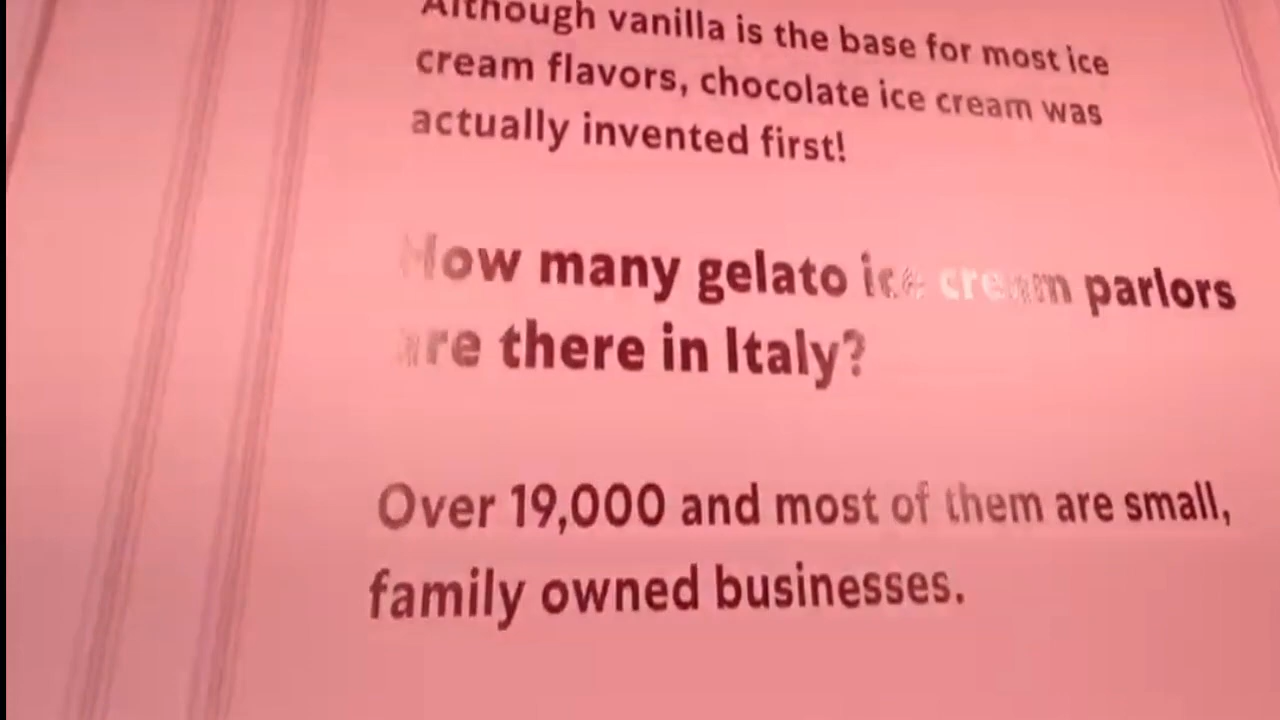 Although vanilla is the base for most ice
cream flavors, chocolate ice cream was
actually invented first!
How many gelato ice cream parlors
are there in Italy?
Over 19,000 and most of them are small,
family owned businesses.